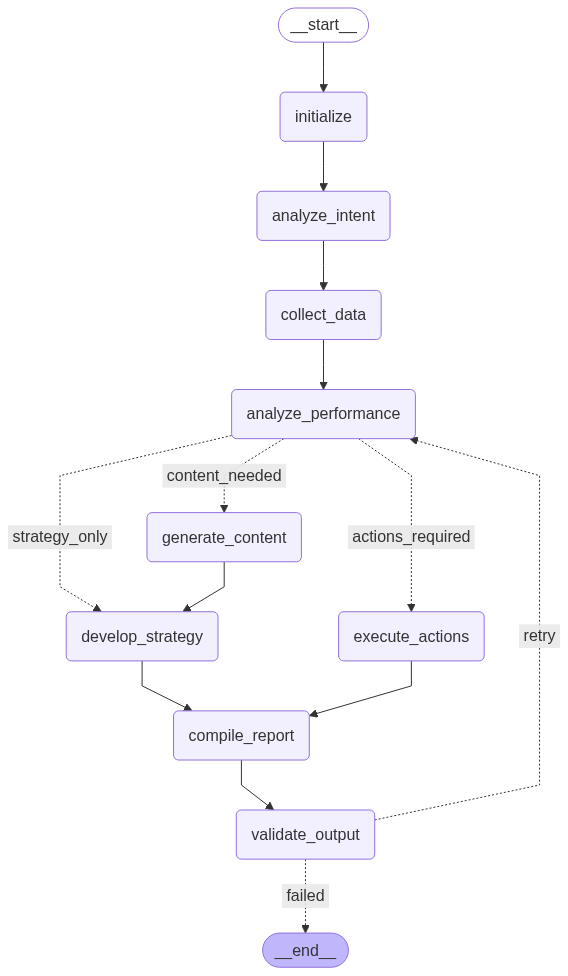 __start__
initialize
analyze_intent
collect_data
analyze_performance
content_needed
strategy_only
generate_content
actions_required
develop_strategy
execute_actions
retry
compile_report
validate_output
failed
__end__